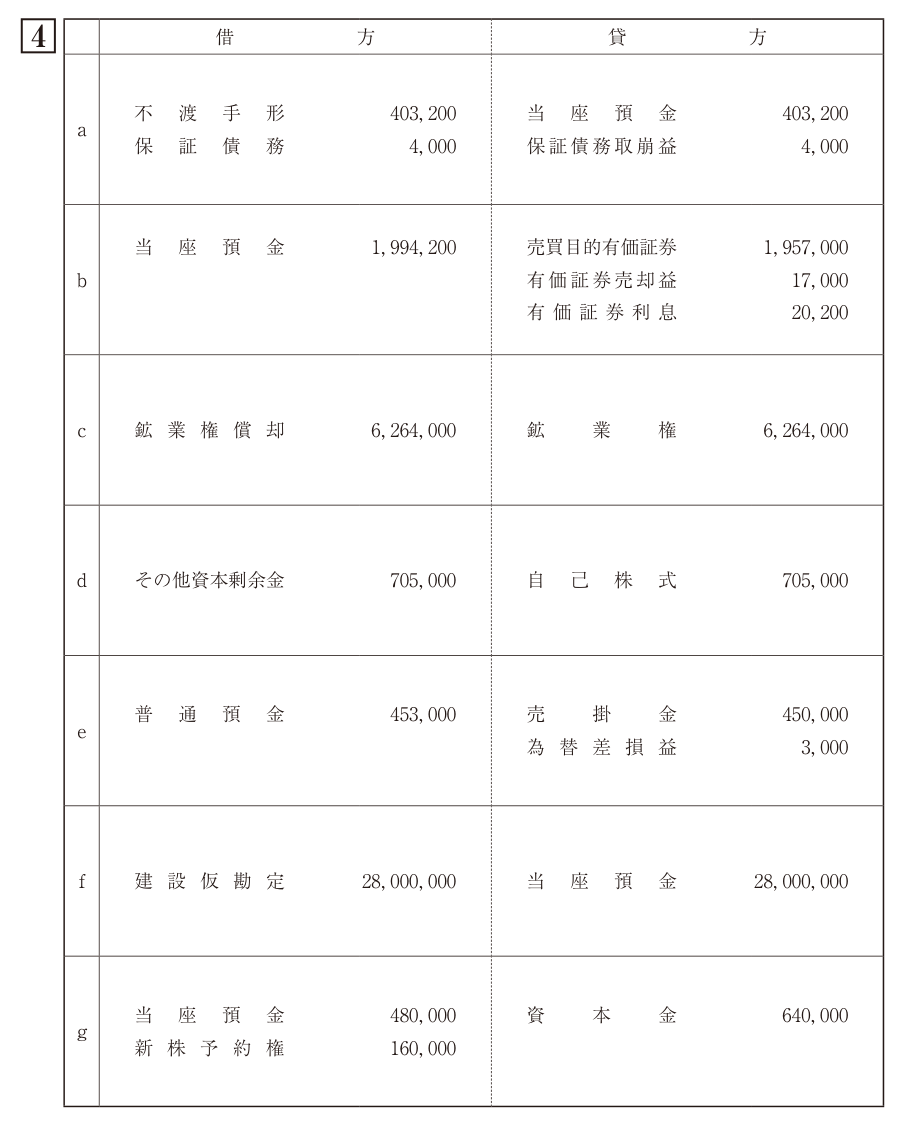 4
借方 貸方
a
不渡手形 403,200 当座預金 403,200
保証債務 4,000 保証債務取崩益 4,000
b
当座預金 1,994,200 売買目的有価証券 1,957,000
有価証券売却益 17,000
有価証券利息 20,200
c
鉱業権償却 6,264,000 鉱業権 6,264,000
d
その他資本剰余金 705,000 自己株式 705,000
e
普通預金 453,000 売掛金 450,000
為替差損益 3,000
f
建設仮勘定 28,000,000 当座預金 28,000,000
g
当座預金 480,000 資本金 640,000
新株予約権 160,000